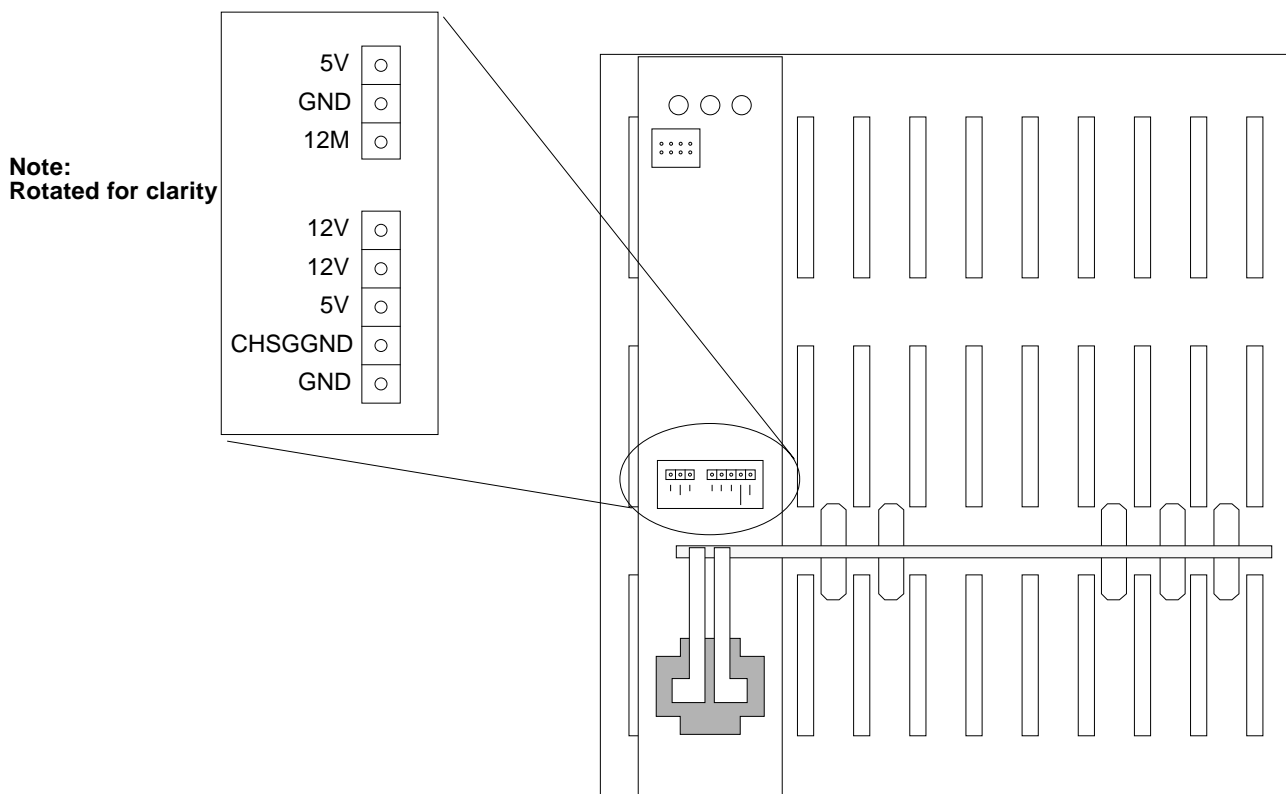 5V
GND
12M
Note:
Rotated for clarity
12V
12V
5V
CHSGGND
GND